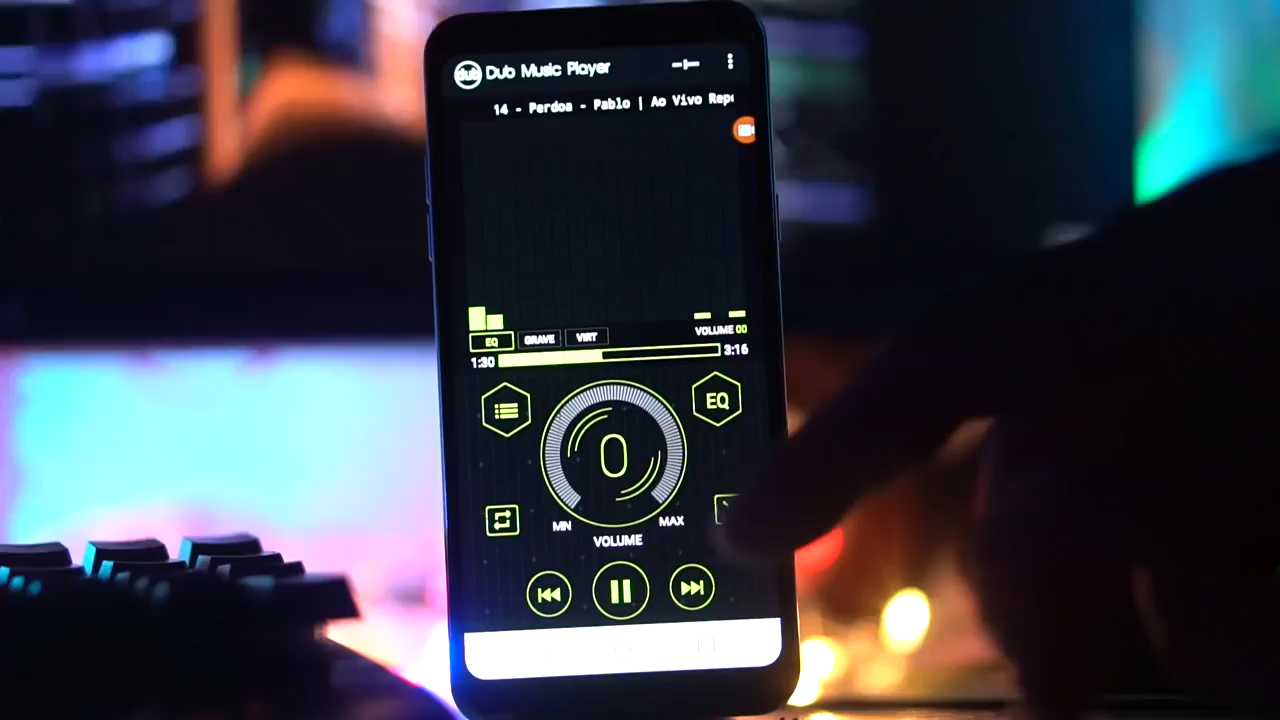 dub Dub Music Player
14 - Perdoa - Pablo | Ao Vivo Rep
VOLUME 00
EQ GRAVE VIRT
1:30 3:16
EQ
0
MIN MAX
VOLUME